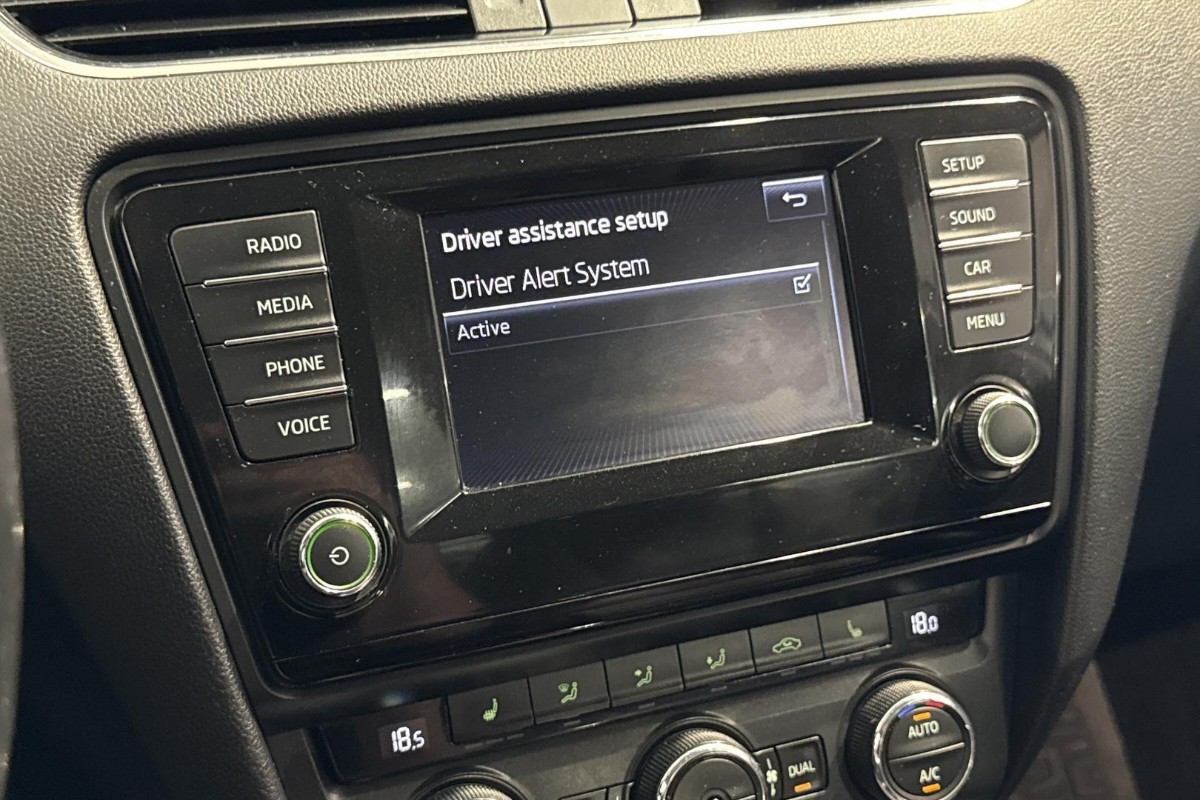 RADIO
MEDIA
PHONE
VOICE
Driver assistance setup
Driver Alert System
Active
SETUP
SOUND
CAR
MENU
18.5
18.0
DUAL
AUTO
A/C